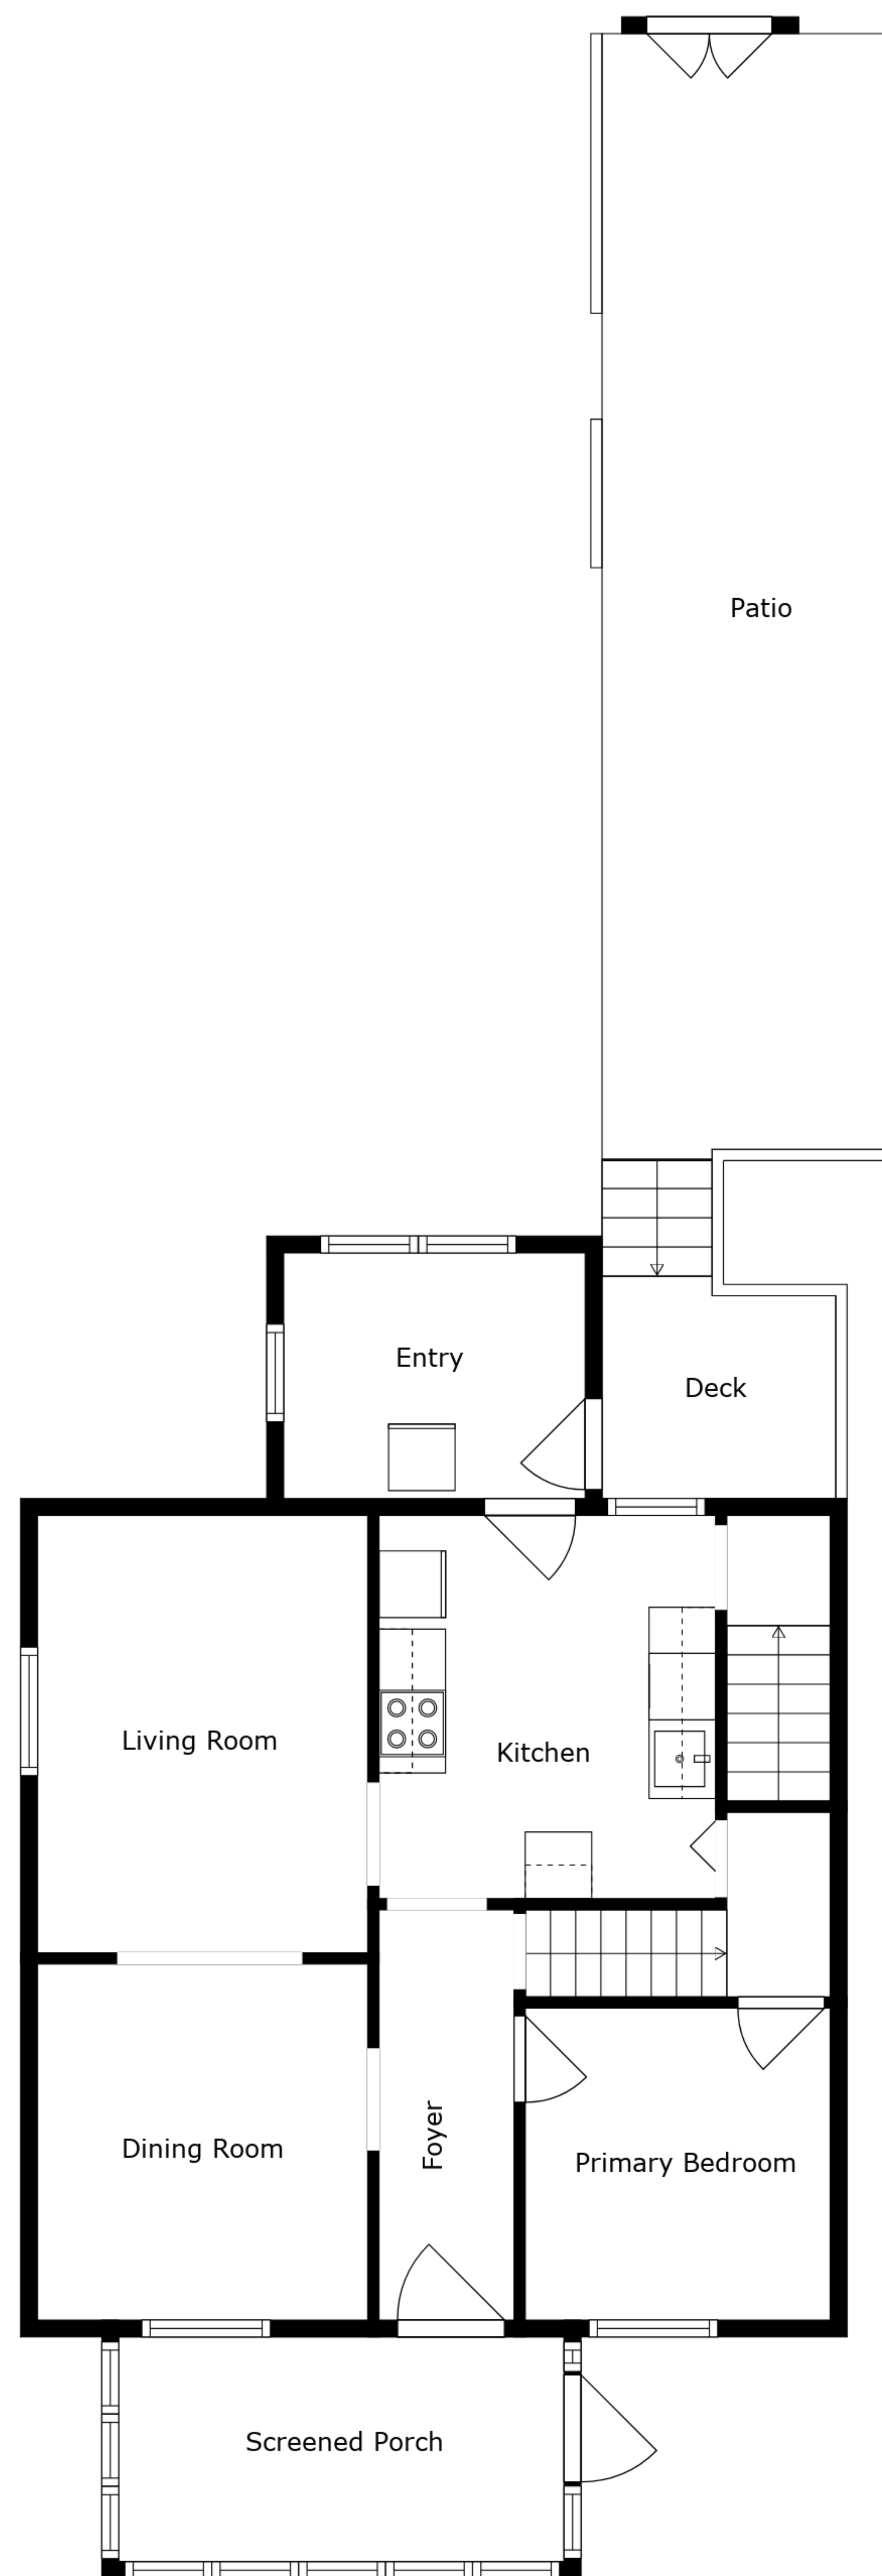 Patio
Entry
Deck
Living Room
Kitchen
Foyer
Dining Room
Primary Bedroom
Screened Porch